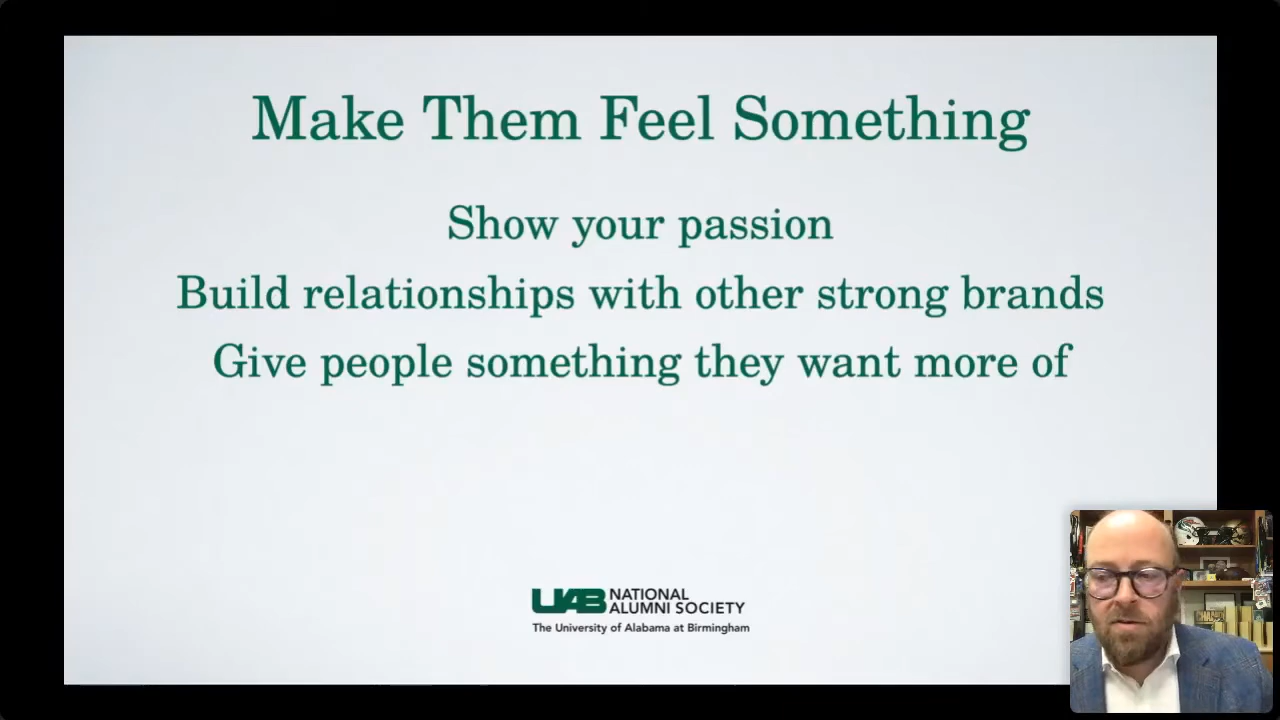 Make Them Feel Something
Show your passion
Build relationships with other strong brands
Give people something they want more of
UAB NATIONAL
ALUMNI SOCIETY
The University of Alabama at Birmingham